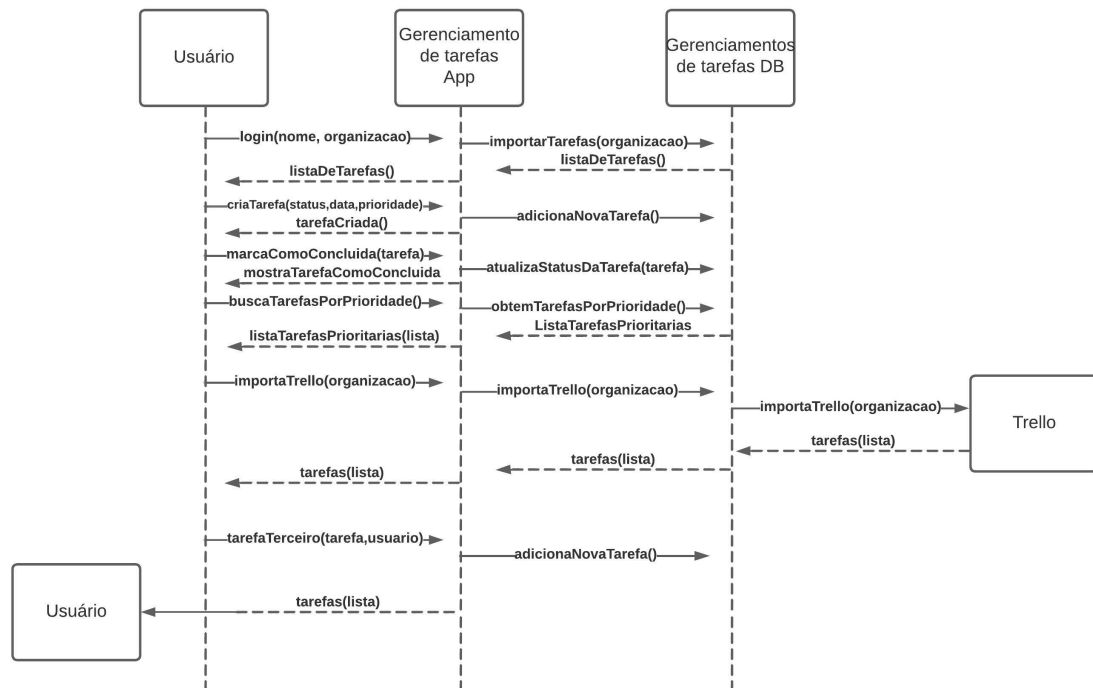 Usuário
Gerenciamento
de tarefas
App
Gerenciamentos
de tarefas DB
login(nome, organizacao)
importarTarefas(organizacao)
listaDeTarefas()
listaDeTarefas()
criaTarefa(status,data,prioridade)
adicionaNovaTarefa()
tarefaCriada()
marcaComoConcluida(tarefa)
atualizaStatusDaTarefa(tarefa)
mostraTarefaComoConcluida
buscaTarefasPorPrioridade()
obtemTarefasPorPrioridade()
ListaTarefasPrioritarias
listaTarefasPrioritarias(lista)
importaTrello(organizacao)
importaTrello(organizacao)
importaTrello(organizacao)
Trello
tarefas(lista)
tarefas(lista)
tarefas(lista)
tarefaTerceiro(tarefa,usuario)
adicionaNovaTarefa()
Usuário
tarefas(lista)